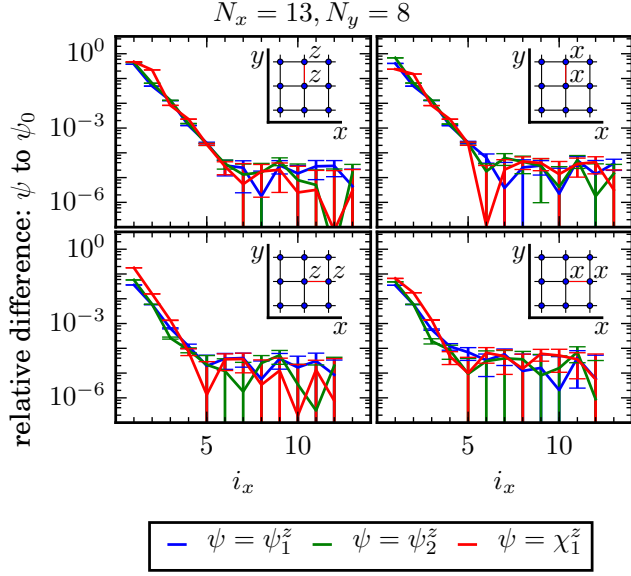 N_x = 13, N_y = 8
relative difference: ψ to ψ_0
10^0
10^{-3}
10^{-6}
y
z
z
x
y
x
x
x
10^0
10^{-3}
10^{-6}
y
z z
x
y
x x
x
5 10
5 10
i_x
i_x
ψ = ψ_1^z ψ = ψ_2^z ψ = χ_1^z